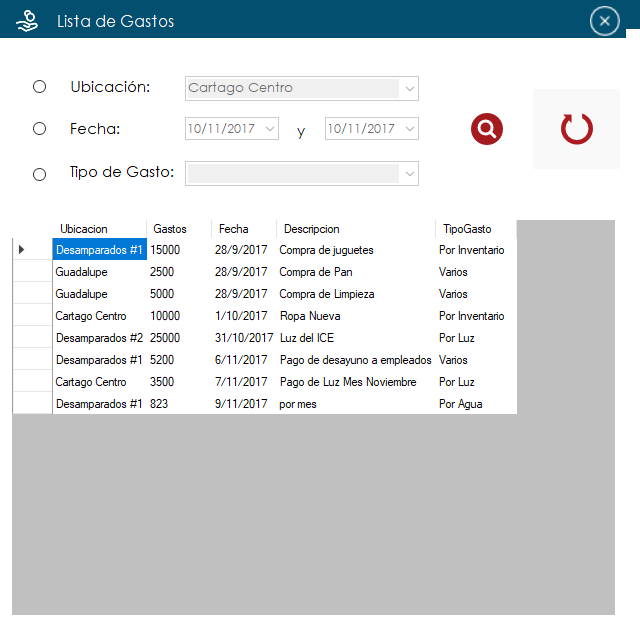 Lista de Gastos
Ubicación: Cartago Centro
Fecha: 10/11/2017 y 10/11/2017
Tipo de Gasto:
Ubicacion Gastos Fecha Descripcion TipoGasto
Desamparados #1 15000 28/9/2017 Compra de juguetes Por Inventario
Guadalupe 2500 28/9/2017 Compra de Pan Varios
Guadalupe 5000 28/9/2017 Compra de Limpieza Varios
Cartago Centro 10000 1/10/2017 Ropa Nueva Por Inventario
Desamparados #2 25000 31/10/2017 Luz del ICE Por Luz
Desamparados #1 5200 6/11/2017 Pago de desayuno a empleados Varios
Cartago Centro 3500 7/11/2017 Pago de Luz Mes Noviembre Por Luz
Desamparados #1 823 9/11/2017 por mes Por Agua